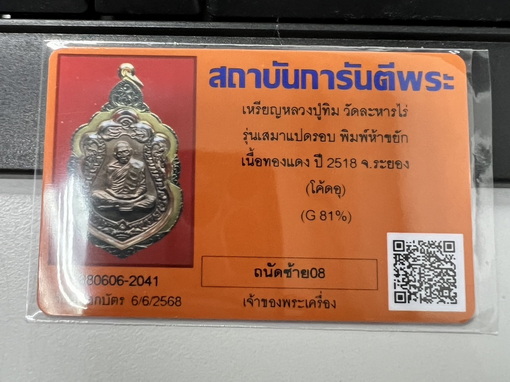 สถาบันการันตีพระ
เหรียญหลวงปู่ทิม วัดละหารไร่
รุ่นเสมาแปดรอบ พิมพ์ห้าขยัก
เนื้อทองแดง ปี 2518 จ.ระยอง
(โค้ดอุ)
(G 81%)
ถนัดซ้าย08
เจ้าของพระเครื่อง
80606-2041
กบัตร 6/6/2568